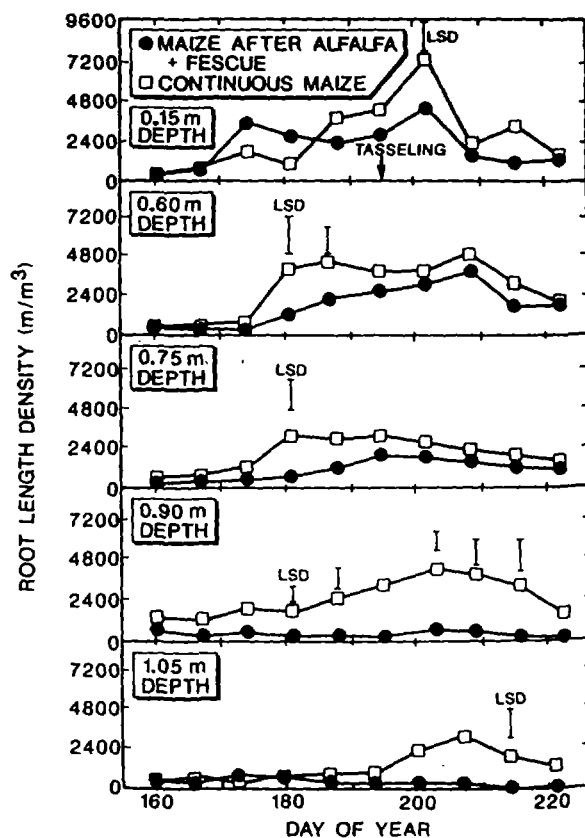 9600
7200
4800
2400
0
MAIZE AFTER ALFALFA
+ FESCUE
CONTINUOUS MAIZE
LSD
0.15 m
DEPTH
TASSELING
7200
4800
2400
0
0.60 m
DEPTH
LSD
7200
4800
2400
0
0.75 m
DEPTH
LSD
7200
4800
2400
0
0.90 m
DEPTH
LSD
7200
4800
2400
0
1.05 m
DEPTH
LSD
ROOT LENGTH DENSITY (m/m³)
160 180 200 220
DAY OF YEAR